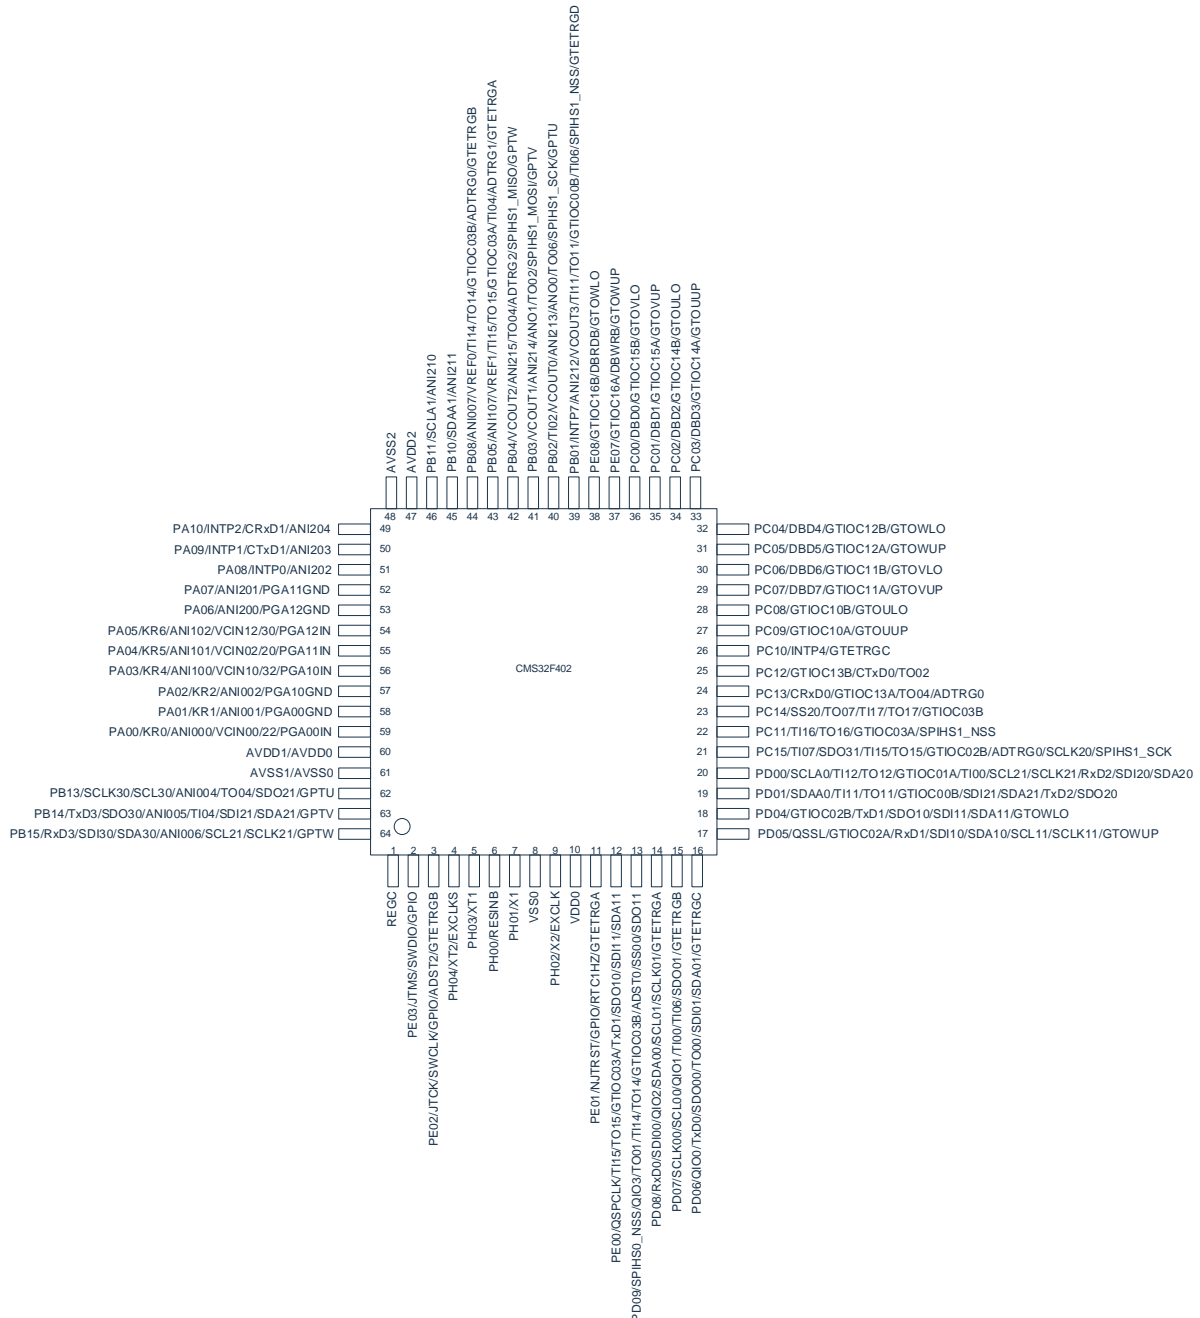 PB01/INTP7/ANI212/VCOUT3/TI11/TO11/GTIOC00B/TI06/SPIHS1_NSS/GTETRGD
PB02/TI02/VCOUT0/ANI213/ANO0/TO06/SPIHS1_SCK/GPTU
PB03/VCOUT1/ANI214/ANO1/TO02/SPIHS1_MOSI/GPTV
PB04/VCOUT2/ANI215/TO04/ADTRG2/SPIHS1_MISO/GPTW
PB05/ANI107/VREF1/TI15/TO15/GTIOC03A/TI04/ADTRG1/GTETRGA
PB08/ANI007/VREF0/TI14/TO14/GTIOC03B/ADTRG0/GTETRGB
PB10/SDAA1/ANI211
PB11/SCLA1/ANI210
AVDD2
AVSS2
PE08/GTIOC16B/DBRDB/GTOWLO
PE07/GTIOC16A/DBWRB/GTOWUP
PC00/DBD0/GTIOC15B/GTOVLO
PC01/DBD1/GTIOC15A/GTOVUP
PC02/DBD2/GTIOC14B/GTOULO
PC03/DBD3/GTIOC14A/GTOUUP
48 47 46 45 44 43 42 41 40 39 38 37 36 35 34 33
PA10/INTP2/CRxD1/ANI204 49
32 PC04/DBD4/GTIOC12B/GTOWLO
PA09/INTP1/CTxD1/ANI203 50
31 PC05/DBD5/GTIOC12A/GTOWUP
PA08/INTP0/ANI202 51
30 PC06/DBD6/GTIOC11B/GTOVLO
PA07/ANI201/PGA11GND 52
29 PC07/DBD7/GTIOC11A/GTOVUP
PA06/ANI200/PGA12GND 53
28 PC08/GTIOC10B/GTOULO
PA05/KR6/ANI102/VCIN12/30/PGA12IN 54
27 PC09/GTIOC10A/GTOUUP
PA04/KR5/ANI101/VCIN02/20/PGA11IN 55
26 PC10/INTP4/GTETRGC
PA03/KR4/ANI100/VCIN10/32/PGA10IN 56
CMS32F402
25 PC12/GTIOC13B/CTxD0/TO02
PA02/KR2/ANI002/PGA10GND 57
24 PC13/CRxD0/GTIOC13A/TO04/ADTRG0
PA01/KR1/ANI001/PGA00GND 58
23 PC14/SS20/TO07/TI17/TO17/GTIOC03B
PA00/KR0/ANI000/VCIN00/22/PGA00IN 59
22 PC11/TI16/TO16/GTIOC03A/SPIHS1_NSS
AVDD1/AVDD0 60
21 PC15/TI07/SDO31/TI15/TO15/GTIOC02B/ADTRG0/SCLK20/SPIHS1_SCK
AVSS1/AVSS0 61
20 PD00/SCLA0/TI12/TO12/GTIOC01A/TI00/SCL21/SCLK21/RxD2/SDI20/SDA20
PB13/SCLK30/SCL30/ANI004/TO04/SDO21/GPTU 62
19 PD01/SDAA0/TI11/TO11/GTIOC00B/SDI21/SDA21/TxD2/SDO20
PB14/TxD3/SDO30/ANI005/TI04/SDI21/SDA21/GPTV 63
18 PD04/GTIOC02B/TxD1/SDO10/SDI11/SDA11/GTOWLO
PB15/RxD3/SDI30/SDA30/ANI006/SCL21/SCLK21/GPTW 64
17 PD05/QSSL/GTIOC02A/RxD1/SDI10/SDA10/SCL11/SCLK11/GTOWUP
1 2 3 4 5 6 7 8 9 10 11 12 13 14 15 16
REGC
PE03/JTMS/SWDIO/GPIO
PE02/JTCK/SWCLK/GPIO/ADST2/GTETRGB
PH04/XT2/EXCLKS
PH03/XT1
PH00/RESINB
PH01/X1
VSS0
PH02/X2/EXCLK
VDD0
PE01/NJTRST/GPIO/RTC1HZ/GTETRGA
PE00/QSPCLK/TI15/TO15/GTIOC03A/TxD1/SDO10/SDI11/SDA11
PD09/SPIHS0_NSS/QIO3/TO01/TI14/TO14/GTIOC03B/ADST0/SS00/SDO11
PD08/RxD0/SDI00/QIO2/SDA00/SCL01/SCLK01/GTETRGA
PD07/SCLK00/SCL00/QIO1/TI00/TI06/SDO01/GTETRGB
PD06/QIO0/TxD0/SDO00/TO00/SDI01/SDA01/GTETRGC